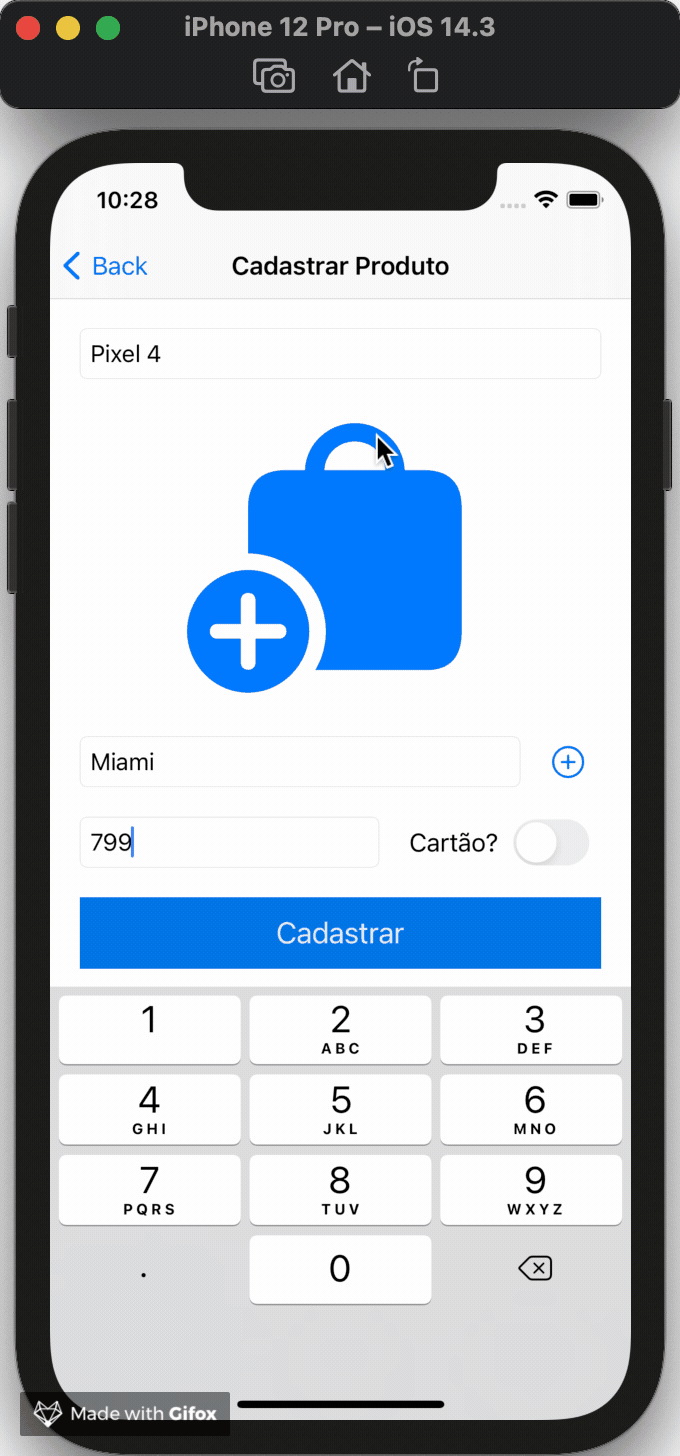 iPhone 12 Pro – iOS 14.3
10:28
Back
Cadastrar Produto
Pixel 4
Miami
799
Cartão?
Cadastrar
1
2
ABC
3
DEF
4
GHI
5
JKL
6
MNO
7
PQRS
8
TUV
9
WXYZ
.
0
Made with Gifox